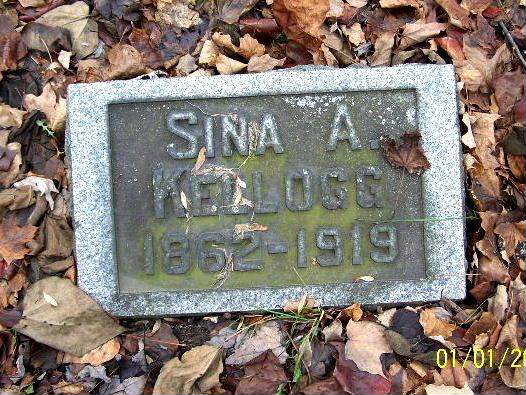 SINA A.
KELLOGG
1862-1919
01/01/20